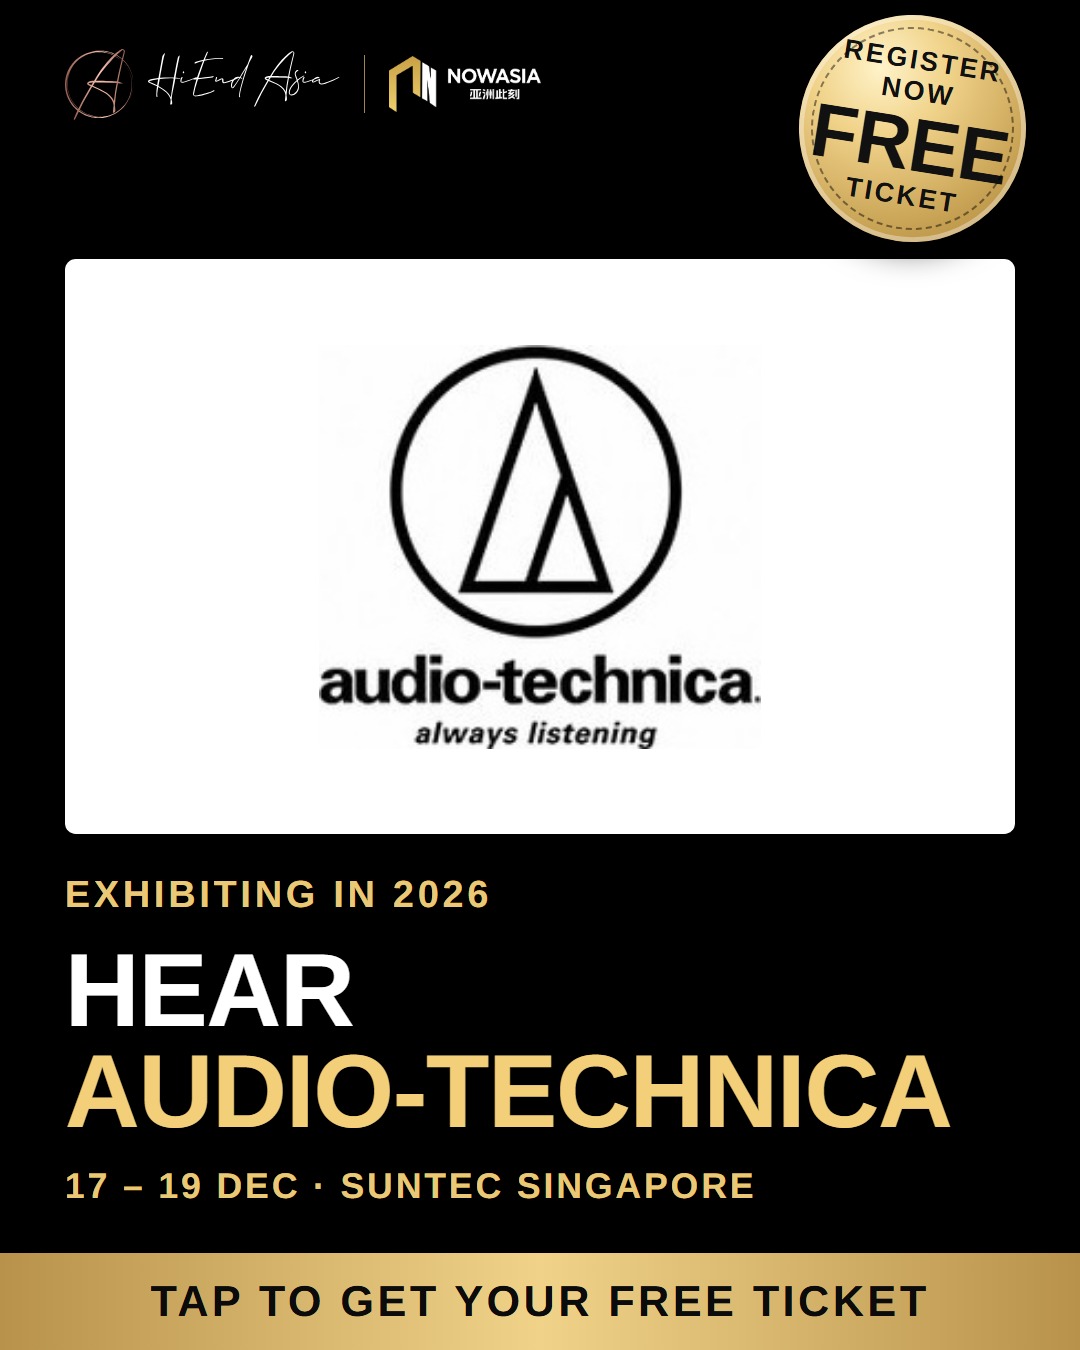 HiEnd Asia
NOWASIA
亚洲此刻
REGISTER
NOW
FREE
TICKET
audio-technica.
always listening
EXHIBITING IN 2026
HEAR
AUDIO-TECHNICA
17 – 19 DEC · SUNTEC SINGAPORE
TAP TO GET YOUR FREE TICKET